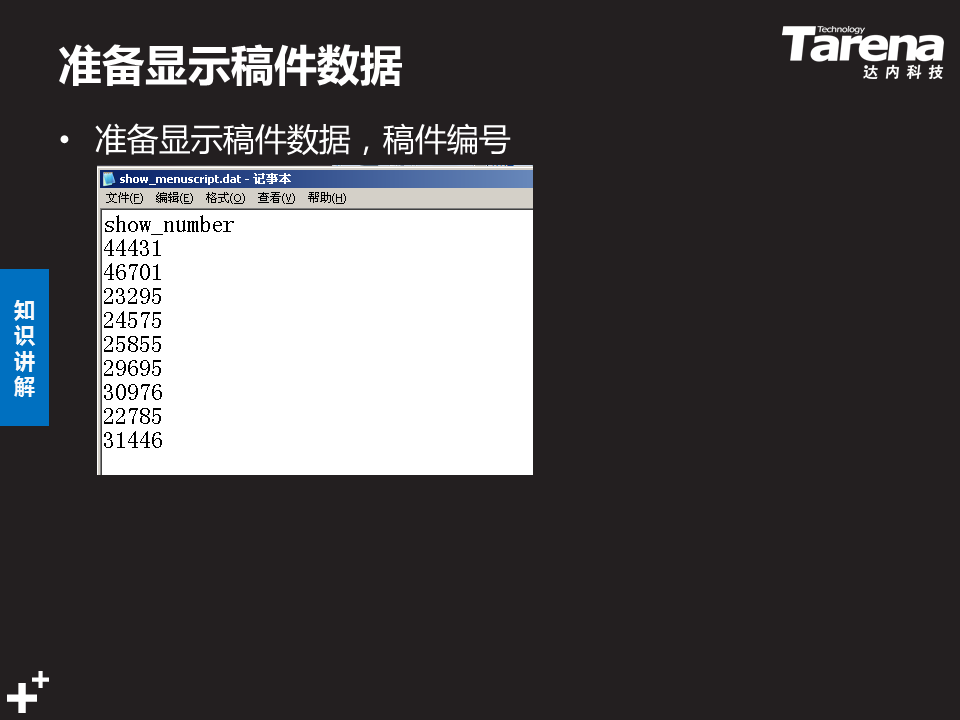 准备显示稿件数据
Technology
Tarena
达内科技
• 准备显示稿件数据，稿件编号
show_menuscript.dat - 记事本
文件(F) 编辑(E) 格式(O) 查看(V) 帮助(H)
show_number
44431
46701
23295
24575
25855
29695
30976
22785
31446
知识讲解